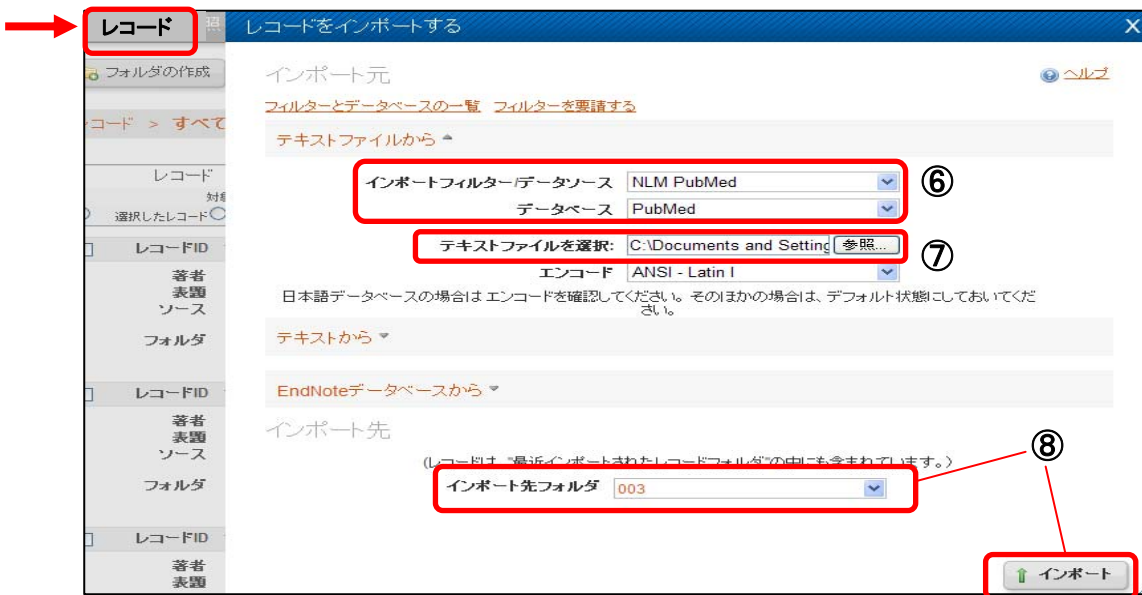 レコード 照 レコードをインポートする X
フォルダの作成 インポート元 ヘルプ
フィルターとデータベースの一覧 フィルターを要請する
コード > すべて
テキストファイルから
レコード インポートフィルター/データソース NLM PubMed ⑥
選択したレコード データベース PubMed
レコードID テキストファイルを選択: C:\Documents and Setting 参照... ⑦
著者 エンコード ANSI - Latin I
表題 日本語データベースの場合はエンコードを確認してください。そのほかの場合は、デフォルト状態にしておいてくだ
ソース さい。
フォルダ テキストから
レコードID EndNoteデータベースから
著者 インポート先
表題
ソース (レコードは、"最近インポートされたレコードフォルダ"の中にも含まれています。) ⑧
フォルダ インポート先フォルダ 003
レコードID
著者 インポート
表題